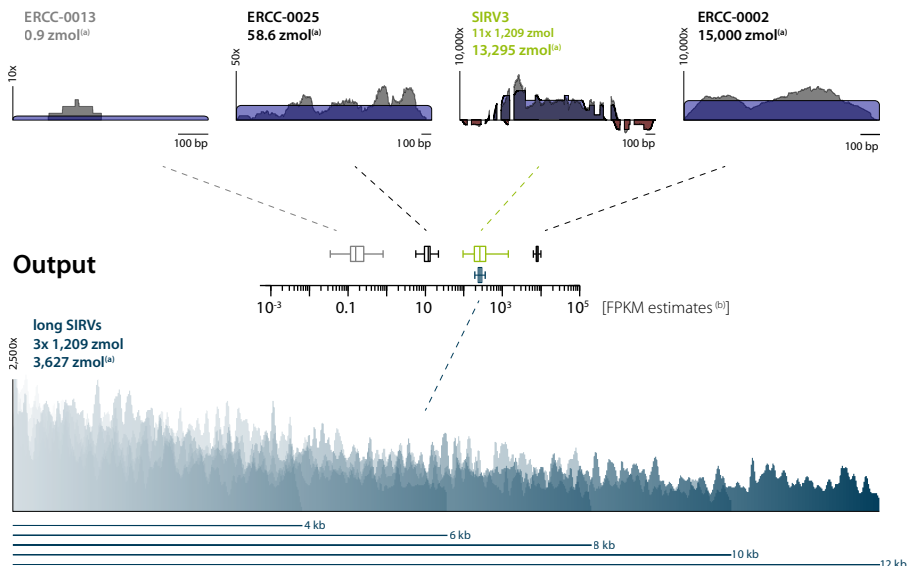 ERCC-0013
0.9 zmol(a)
10x
100 bp
ERCC-0025
58.6 zmol(a)
50x
100 bp
SIRV3
11x 1,209 zmol
13,295 zmol(a)
10,000x
100 bp
ERCC-0002
15,000 zmol(a)
10,000x
100 bp
Output
10-3 0.1 10 103 105 [FPKM estimates (b)]
long SIRVs
3x 1,209 zmol
3,627 zmol(a)
2,500x
4 kb
6 kb
8 kb
10 kb
12 kb